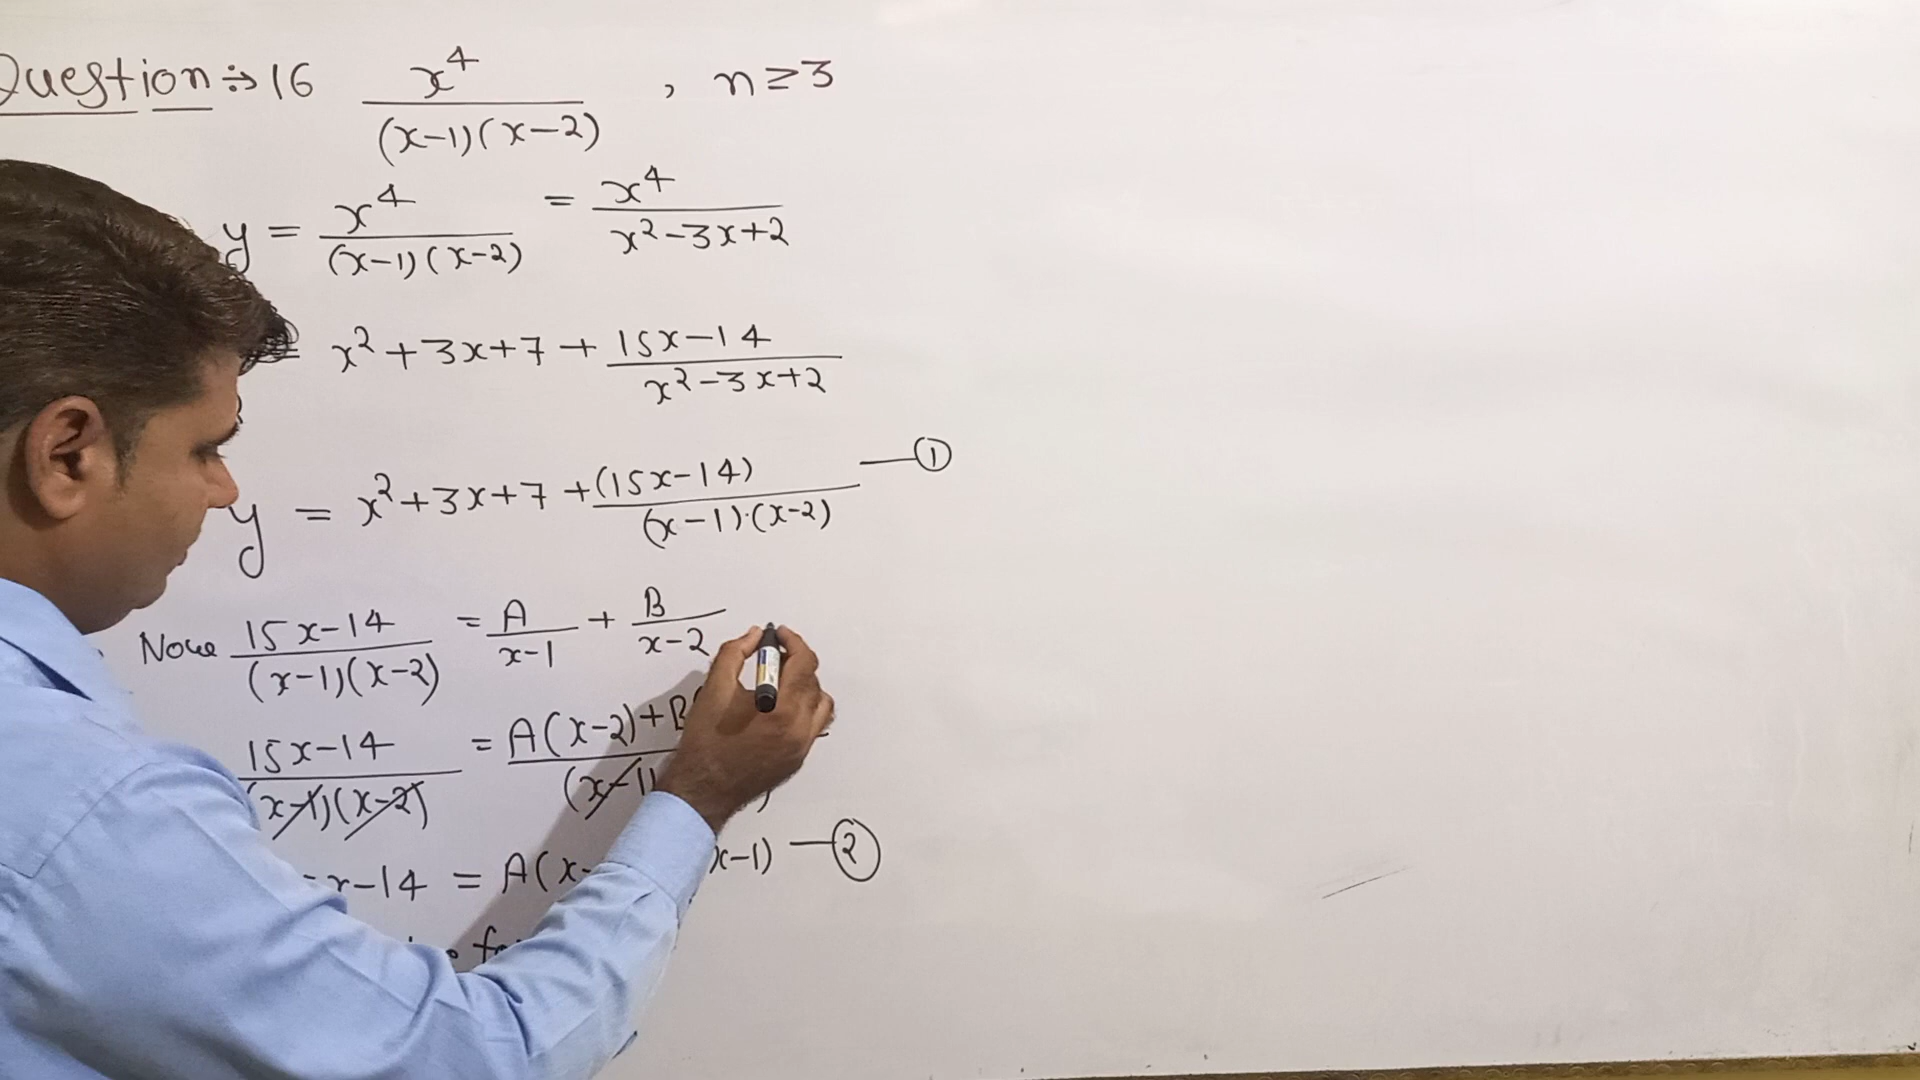 Question :→ 16 x⁴/((x-1)(x-2)) , n≥3
y = x⁴/((x-1)(x-2)) = x⁴/(x²-3x+2)
= x²+3x+7+(15x-14)/(x²-3x+2)
y = x²+3x+7+(15x-14)/((x-1)·(x-2)) —①
Now (15x-14)/((x-1)(x-2)) = A/(x-1) + B/(x-2)
15x-14/(x-1)(x-2) = A(x-2)+B
x-14 = A(x- x-1) —②